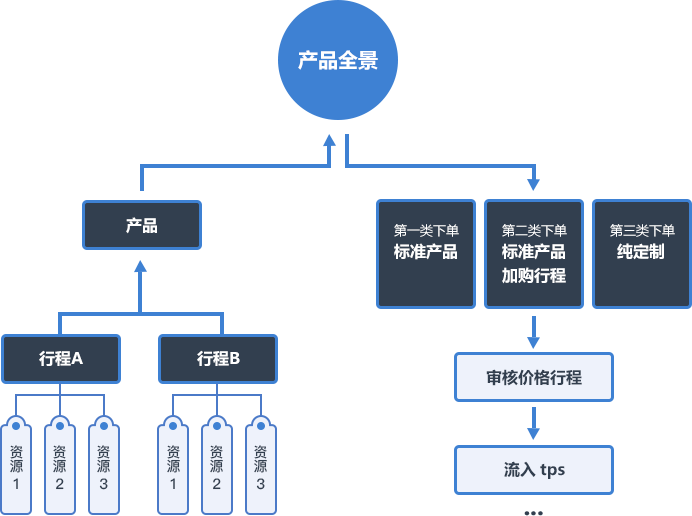 产品全景
产品
第一类下单
标准产品
第二类下单
标准产品
加购行程
第三类下单
纯定制
行程A
行程B
审核价格行程
资源1
资源2
资源3
资源1
资源2
资源3
流入 tps
...